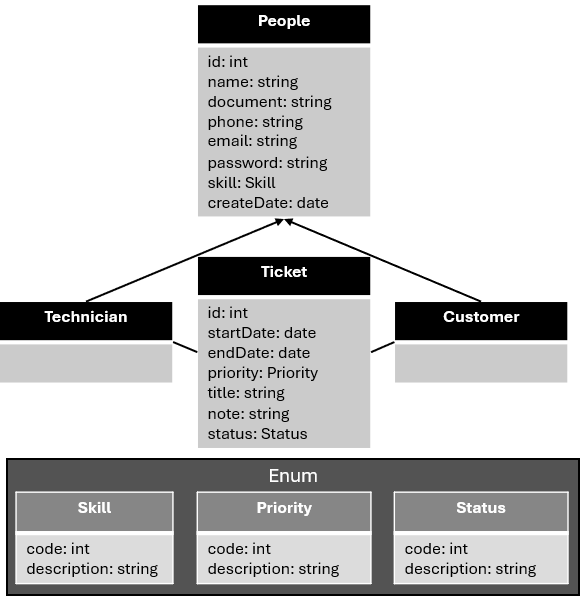 People
id: int
name: string
document: string
phone: string
email: string
password: string
skill: Skill
createDate: date
Ticket
id: int
startDate: date
endDate: date
priority: Priority
title: string
note: string
status: Status
Technician
Customer
Enum
Skill
code: int
description: string
Priority
code: int
description: string
Status
code: int
description: string